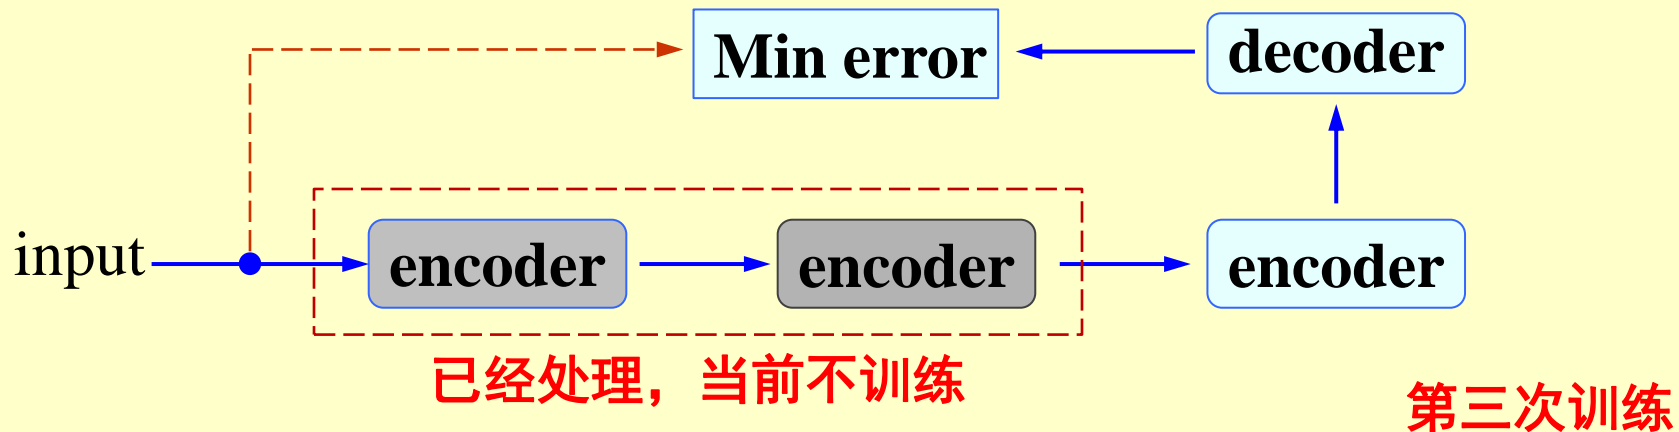 Min error
decoder
input
encoder
encoder
encoder
已经处理，当前不训练
第三次训练